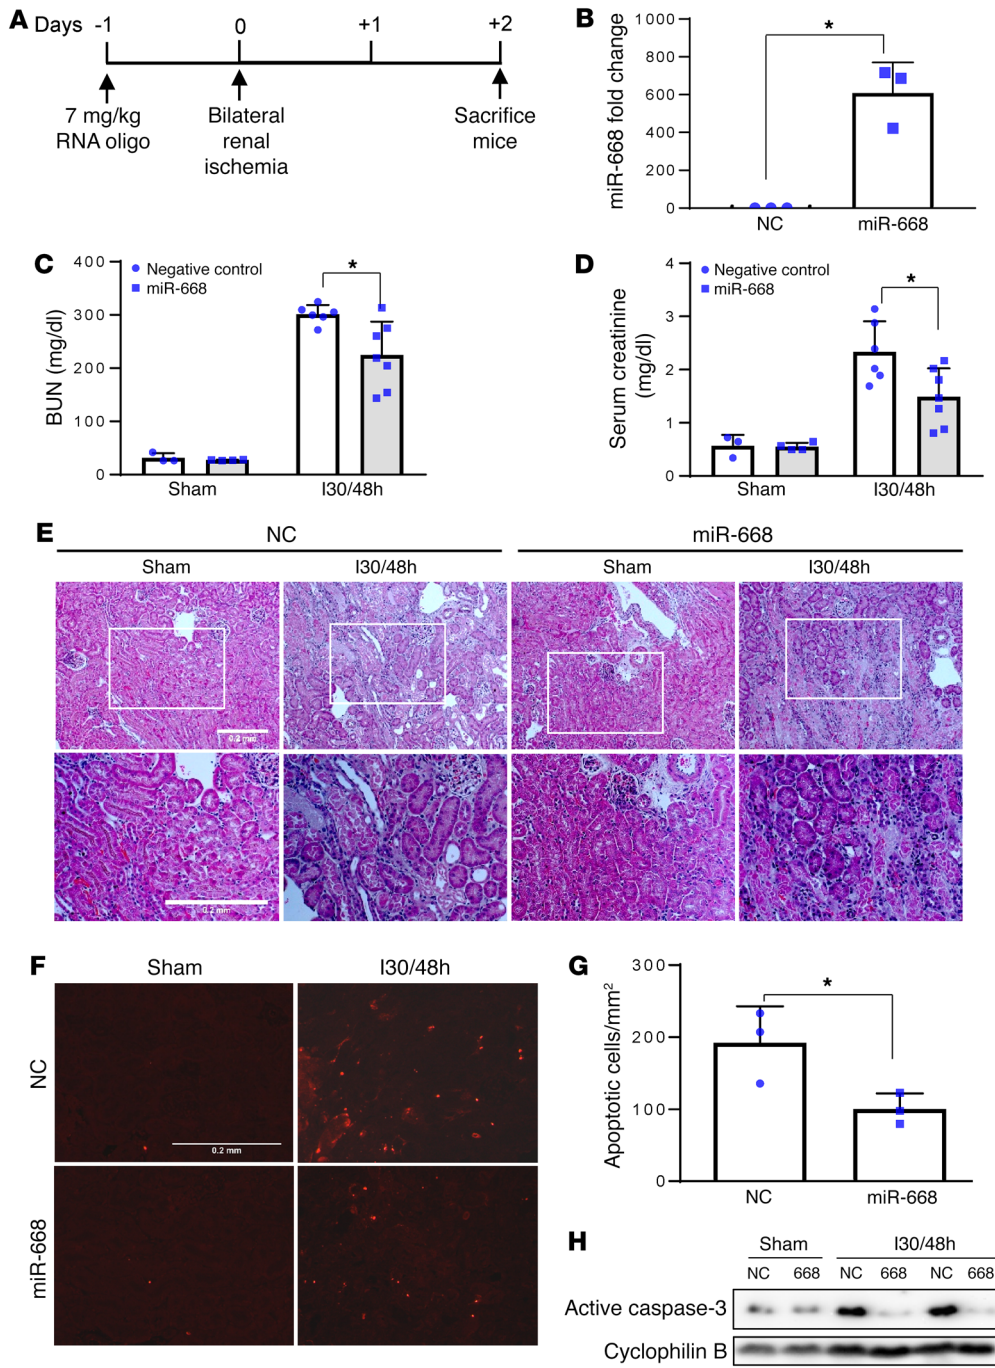 A
Days -1 0 +1 +2
7 mg/kg
RNA oligo
Bilateral
renal
ischemia
Sacrifice
mice
B
miR-668 fold change
1000
800
600
400
200
0
*
NC miR-668
C
BUN (mg/dl)
400
300
200
100
0
Negative control
miR-668
*
Sham I30/48h
D
Serum creatinine
(mg/dl)
4
3
2
1
0
Negative control
miR-668
*
Sham I30/48h
E
NC miR-668
Sham I30/48h Sham I30/48h
0.2 mm
0.2 mm
F
Sham I30/48h
NC
0.2 mm
miR-668
G
Apoptotic cells/mm²
300
200
100
0
*
NC miR-668
H
Sham I30/48h
NC 668 NC 668 NC 668
Active caspase-3
Cyclophilin B